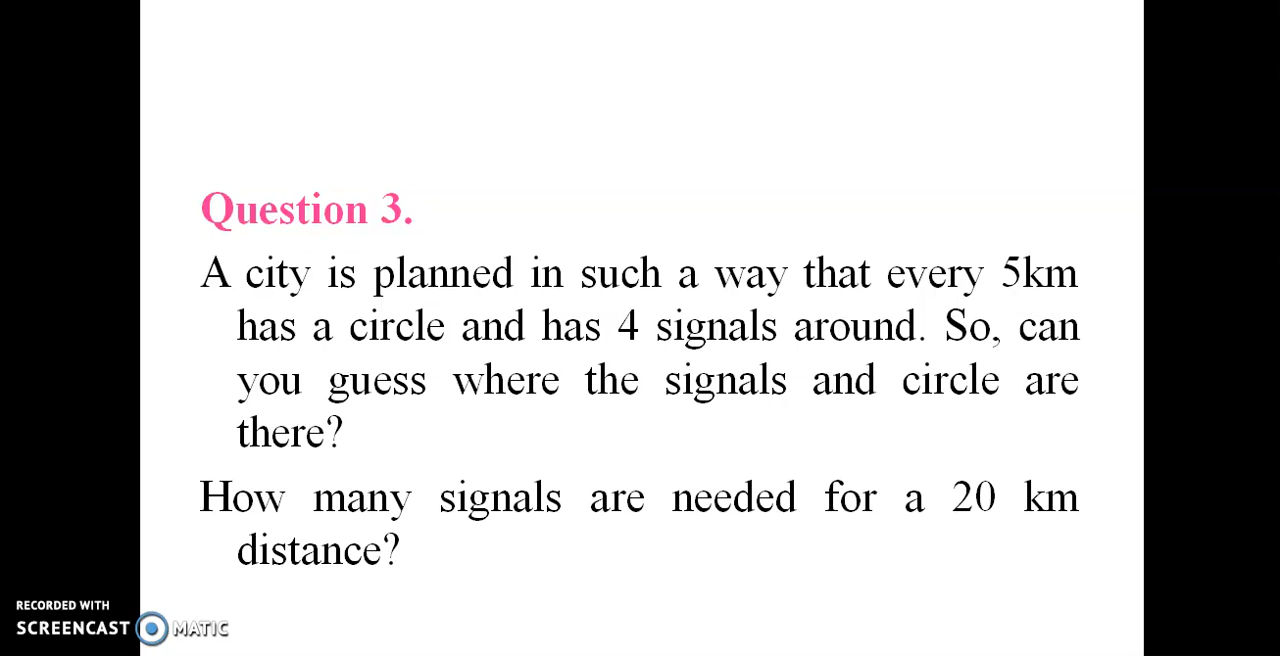 Question 3.
A city is planned in such a way that every 5km
has a circle and has 4 signals around. So, can
you guess where the signals and circle are
there?
How many signals are needed for a 20 km
distance?
RECORDED WITH
SCREENCAST MATIC